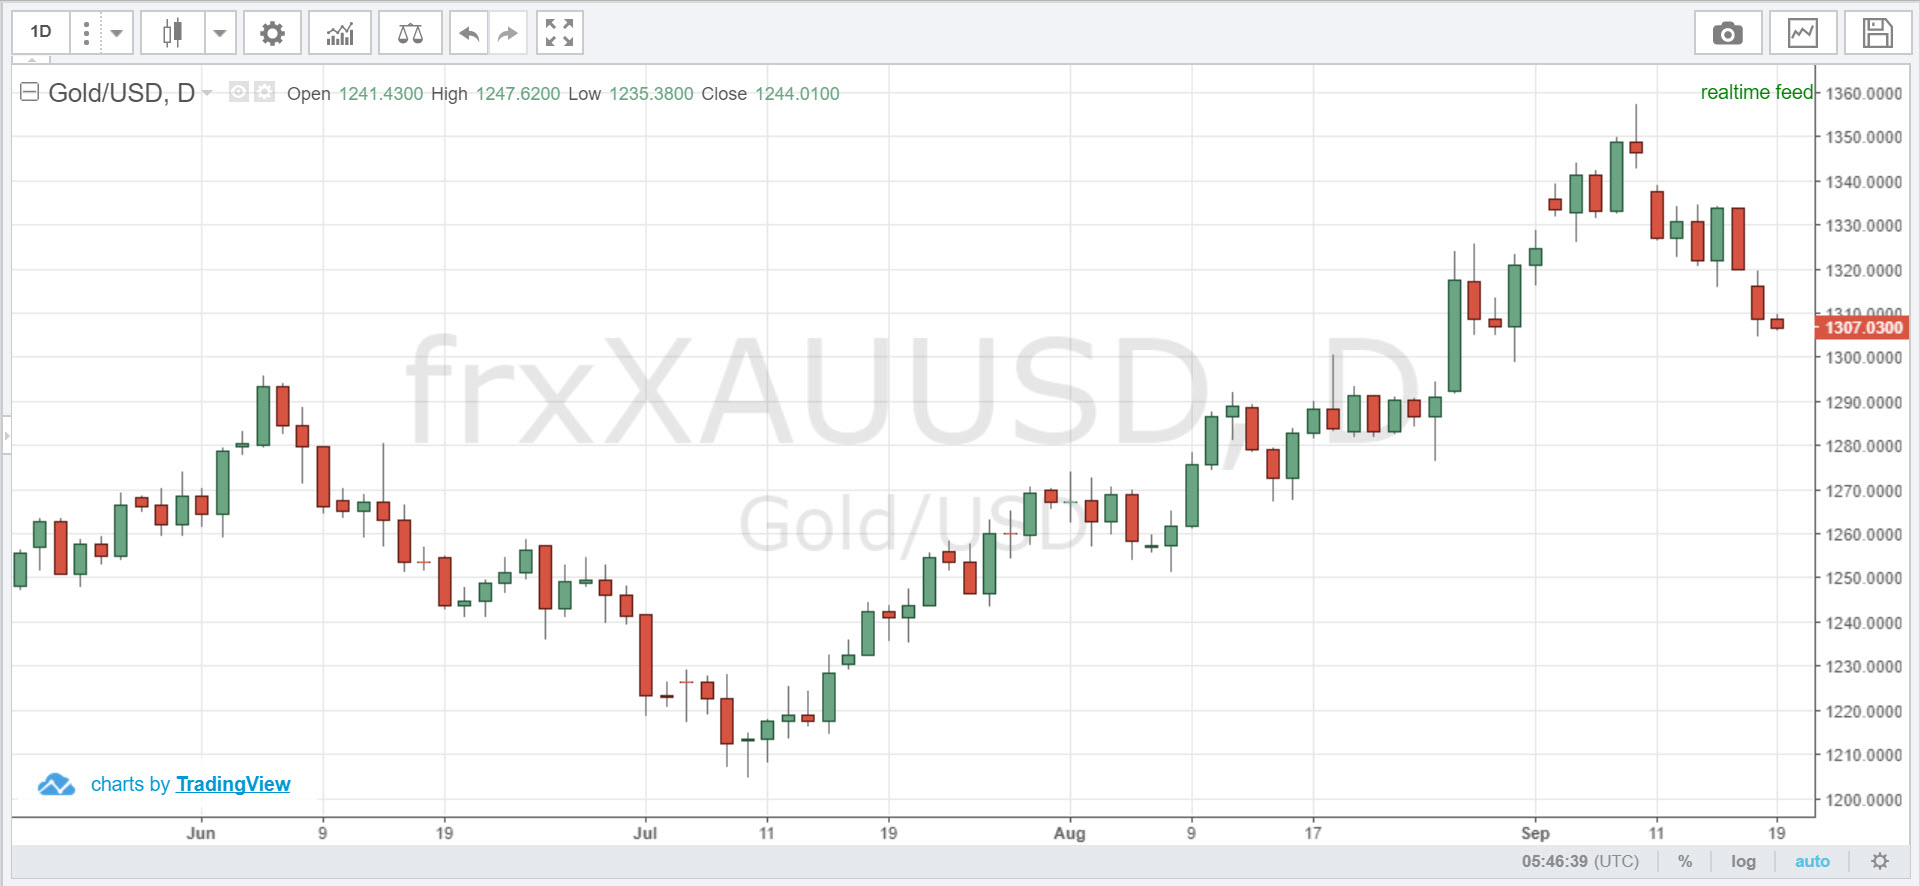 1D
Gold/USD, D Open 1241.4300 High 1247.6200 Low 1235.3800 Close 1244.0100
realtime feed
1360.0000
1350.0000
1340.0000
1330.0000
1320.0000
1310.0000
1307.0300
1300.0000
1290.0000
1280.0000
1270.0000
1260.0000
1250.0000
1240.0000
1230.0000
1220.0000
1210.0000
1200.0000
frxXAUUSD, D
Gold/USD
charts by TradingView
Jun 9 19 Jul 11 19 Aug 9 17 Sep 11 19
05:46:39 (UTC) % log auto